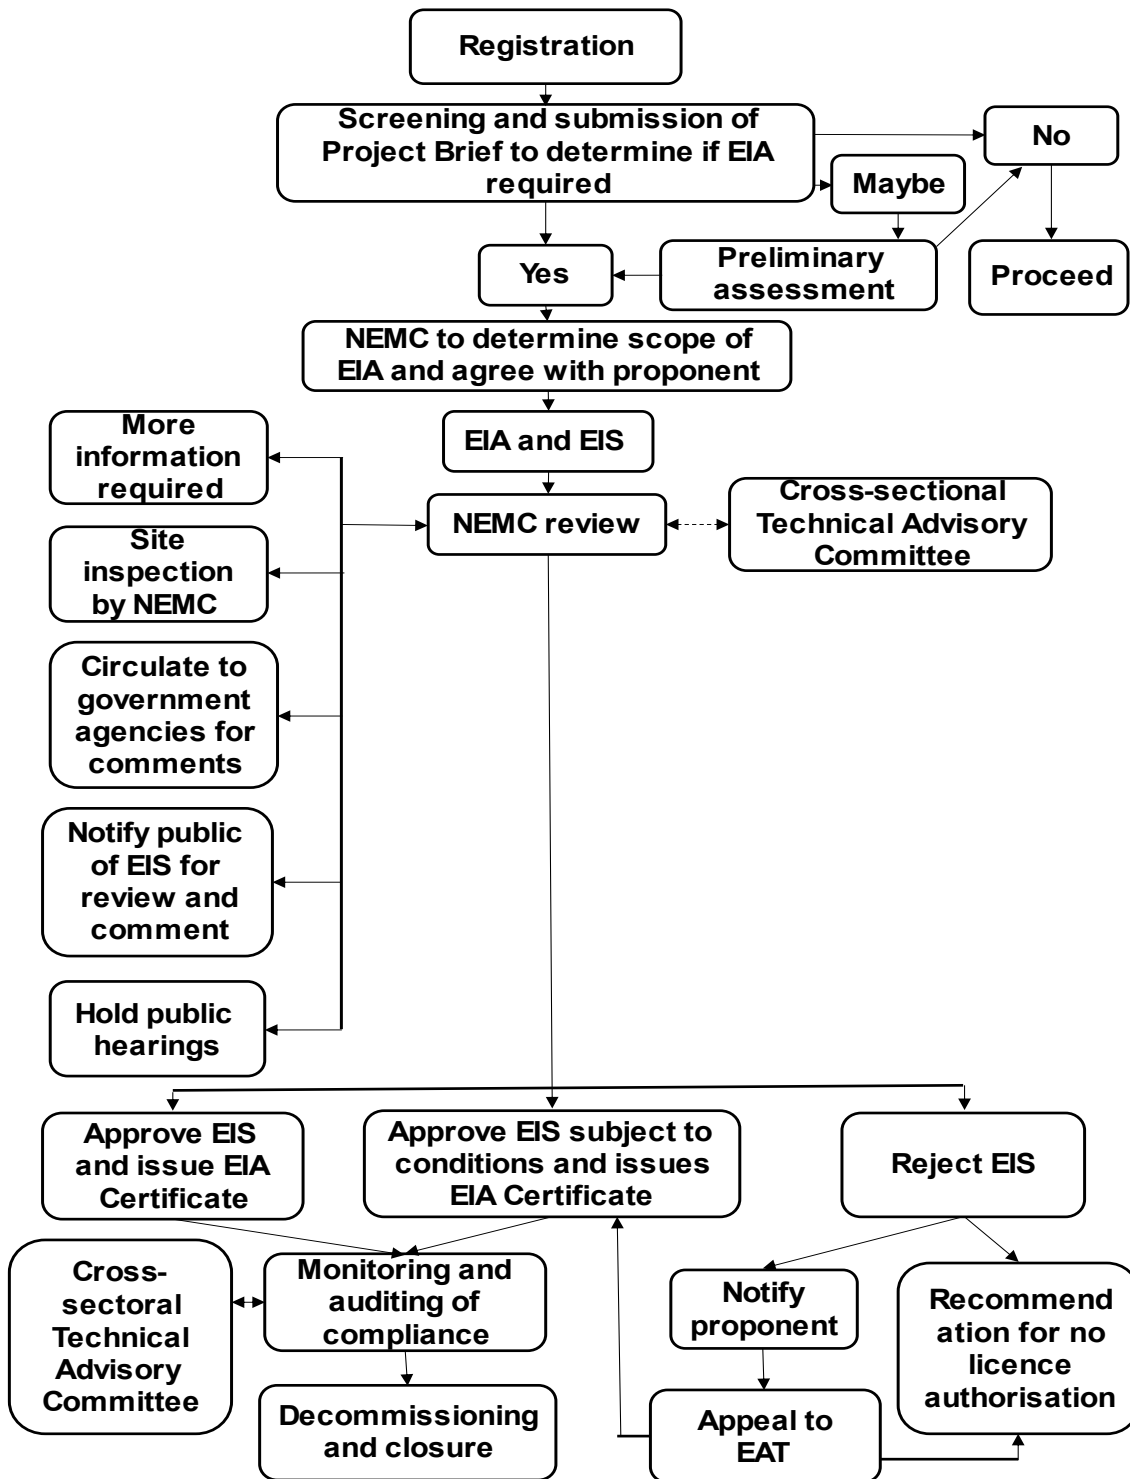 Registration
Screening and submission of
Project Brief to determine if EIA
required
No
Maybe
Yes
Preliminary
assessment
Proceed
NEMC to determine scope of
EIA and agree with proponent
More
information
required
EIA and EIS
NEMC review
Cross-sectional
Technical Advisory
Committee
Site
inspection
by NEMC
Circulate to
government
agencies for
comments
Notify public
of EIS for
review and
comment
Hold public
hearings
Approve EIS
and issue EIA
Certificate
Approve EIS subject to
conditions and issues
EIA Certificate
Reject EIS
Cross-
sectoral
Technical
Advisory
Committee
Monitoring and
auditing of
compliance
Notify
proponent
Recommend
ation for no
licence
authorisation
Decommissioning
and closure
Appeal to
EAT